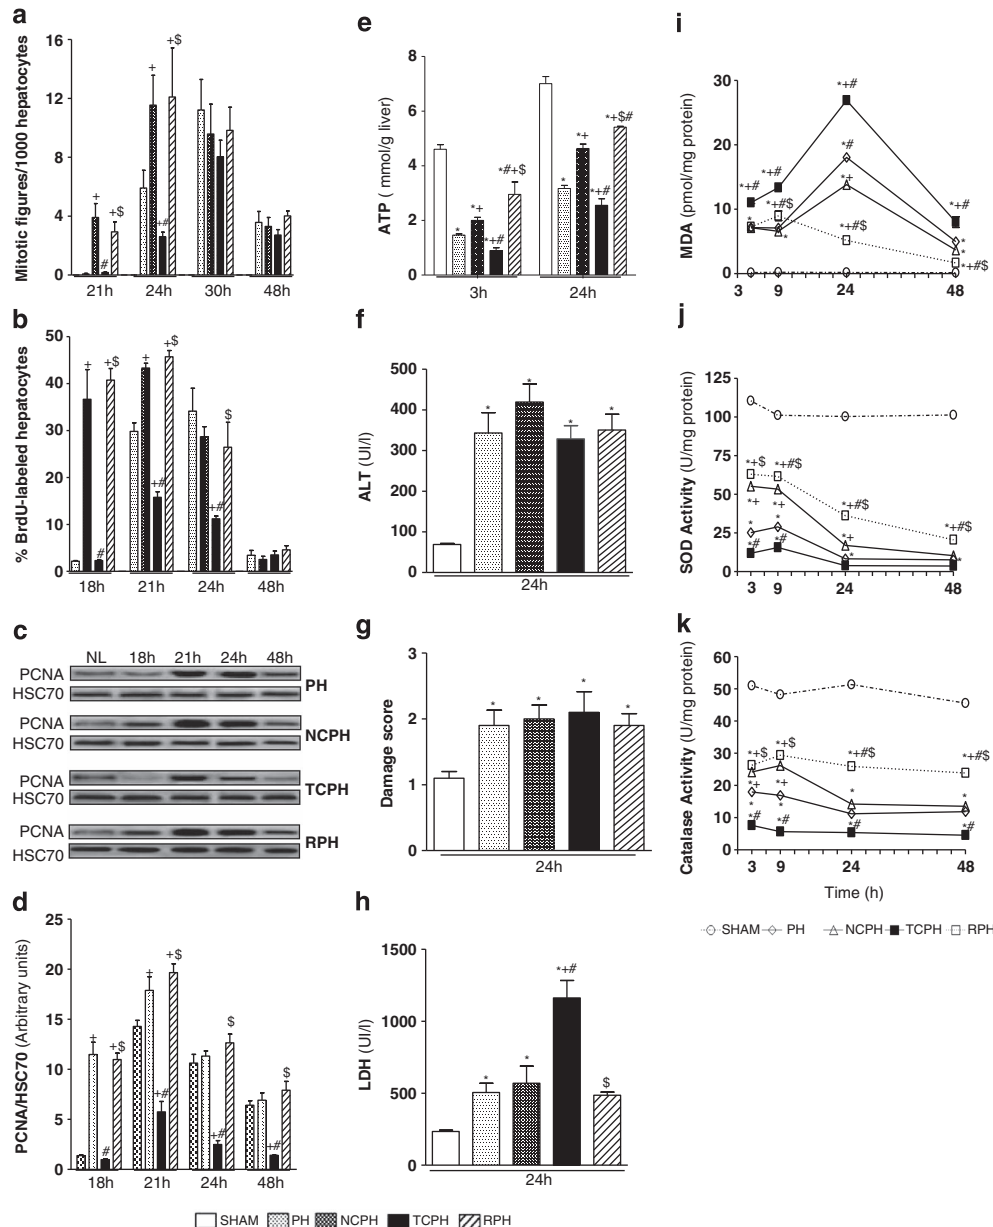 a
Mitotic figures/1000 hepatocytes
16
12
8
4
0
+
#
+$
+
+#
+$
21h 24h 30h 48h
b
% BrdU-labeled hepatocytes
50
40
30
20
10
0
+
#
+$
+
+#
+$
+#
$
18h 21h 24h 48h
c
NL 18h 21h 24h 48h
PCNA
HSC70
PH
PCNA
HSC70
NCPH
PCNA
HSC70
TCPH
PCNA
HSC70
RPH
d
PCNA/HSC70 (Arbitrary units)
25
20
15
10
5
0
+
#
+$
+
+#
+$
+#
$
+#
$
18h 21h 24h 48h
e
ATP ( mmol/g liver)
8
6
4
2
0
*
*+
*+#
*#+$
*
*+
*+#
*+$#
3h 24h
f
ALT (UI/l)
500
400
300
200
100
0
* * * *
24h
g
Damage score
3
2
1
0
* * * *
24h
h
LDH (UI/l)
1500
1000
500
0
*
*
*+#
$
24h
SHAM PH NCPH TCPH RPH
i
MDA (pmol/mg protein)
30
20
10
0
*+#
*
*+#
*+#$
*
*+#
*#
*+
*+#$
*+#
*
*
*+#$
3 9 24 48
j
SOD Activity (U/mg protein)
125
100
75
50
25
0
*+$
*+
*
*#
*+#$
*+
*
*#
*+#$
*+
*
*+#$
*
3 9 24 48
k
Catalase Activity (U/mg protein)
60
50
40
30
20
10
0
*+$
*+
*
*#
*+$
*+
*
*#
*+#$
*
*
*#
*+#$
*
*
*#
3 9 24 48
Time (h)
SHAM PH NCPH TCPH RPH